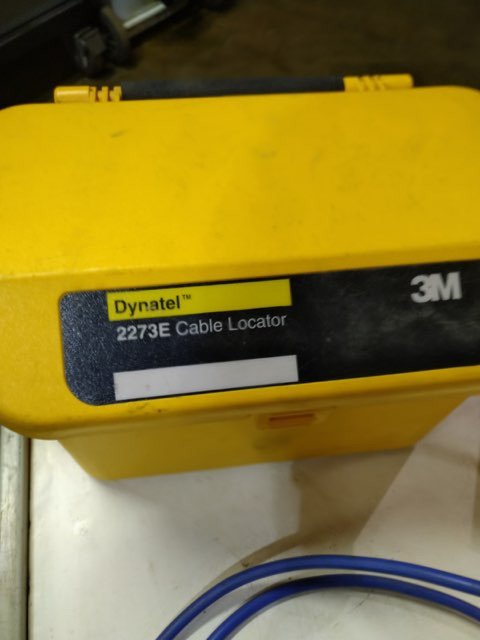 Dynatel™
2273E Cable Locator
3M